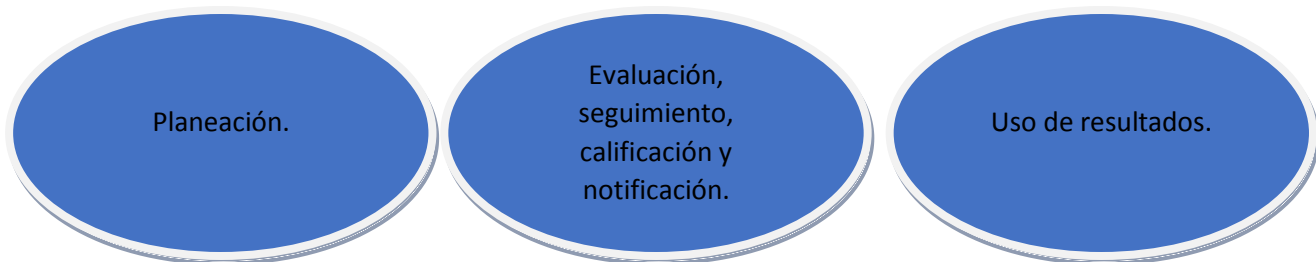 Planeación.
Evaluación,
seguimiento,
calificación y
notificación.
Uso de resultados.